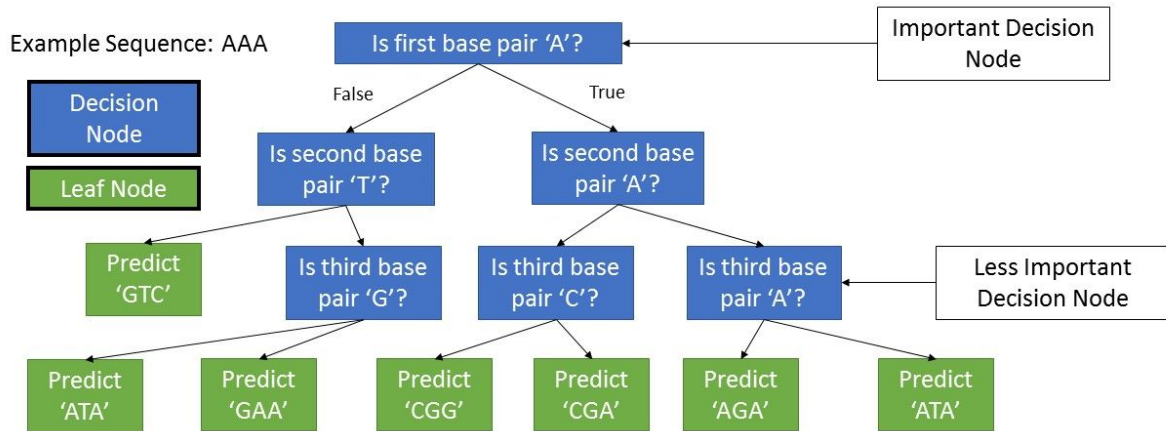 Example Sequence: AAA
Is first base pair ‘A’?
Important Decision
Node
Decision
Node
False
True
Leaf Node
Is second base
pair ‘T’?
Is second base
pair ‘A’?
Predict
‘GTC’
Is third base
pair ‘G’?
Is third base
pair ‘C’?
Is third base
pair ‘A’?
Less Important
Decision Node
Predict
‘ATA’
Predict
‘GAA’
Predict
‘CGG’
Predict
‘CGA’
Predict
‘AGA’
Predict
‘ATA’